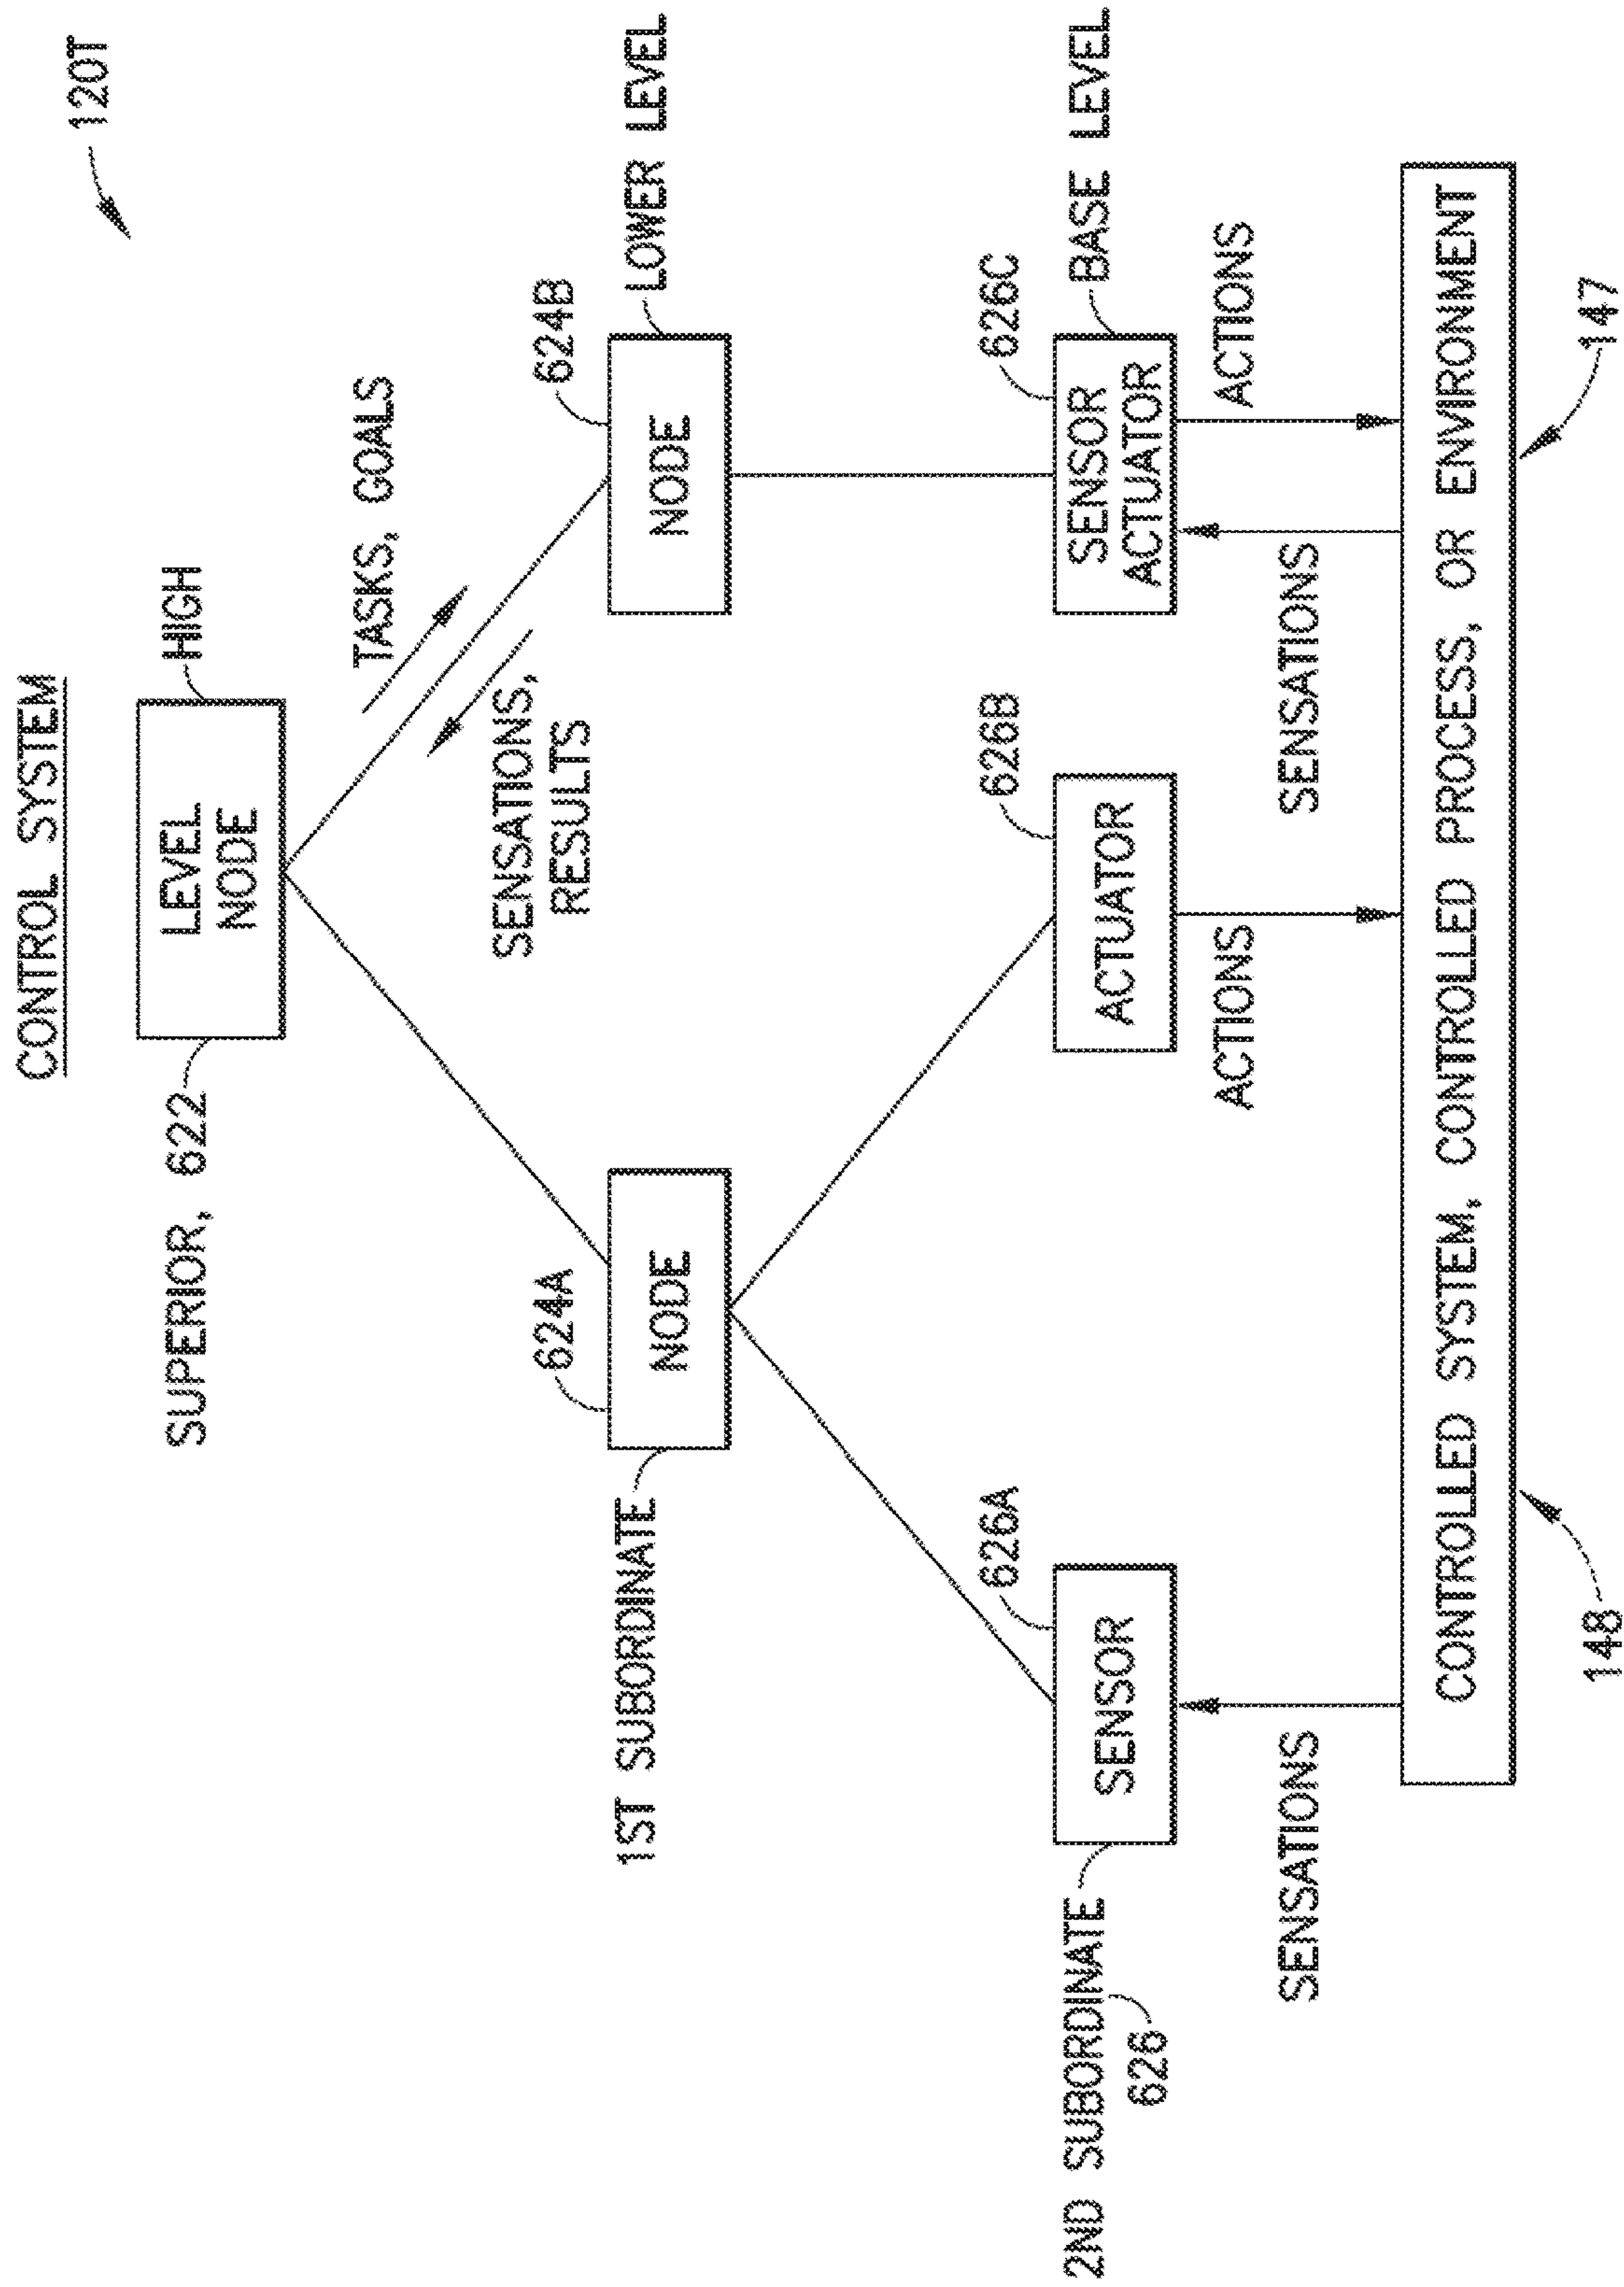 CONTROL SYSTEM
120T
SUPERIOR, 622
LEVEL
NODE
HIGH
TASKS, GOALS
SENSATIONS,
RESULTS
624A
624B
1ST SUBORDINATE
NODE
NODE
LOWER LEVEL
626A
626B
626C
2ND SUBORDINATE
626
SENSOR
ACTUATOR
SENSOR
ACTUATOR
BASE LEVEL
SENSATIONS
ACTIONS
SENSATIONS
ACTIONS
CONTROLLED SYSTEM, CONTROLLED PROCESS, OR ENVIRONMENT
148
147